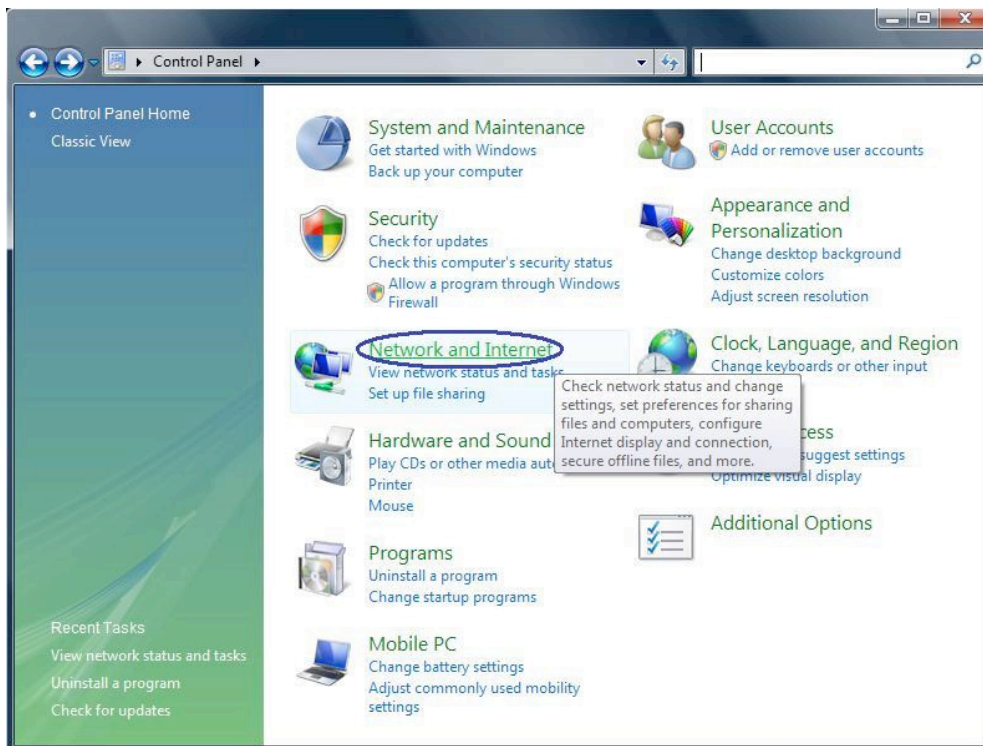 Control Panel
Control Panel Home
Classic View
System and Maintenance
Get started with Windows
Back up your computer
Security
Check for updates
Check this computer's security status
Allow a program through Windows
Firewall
Network and Internet
View network status and tasks
Set up file sharing
Check network status and change
settings, set preferences for sharing
files and computers, configure
Internet display and connection,
secure offline files, and more.
Hardware and Sound
Play CDs or other media
Printer
Mouse
Programs
Uninstall a program
Change startup programs
Mobile PC
Change battery settings
Adjust commonly used mobility
settings
User Accounts
Add or remove user accounts
Appearance and
Personalization
Change desktop background
Customize colors
Adjust screen resolution
Clock, Language, and Region
Change keyboards or other input
suggest settings
Optimize visual display
Additional Options
Recent Tasks
View network status and tasks
Uninstall a program
Check for updates